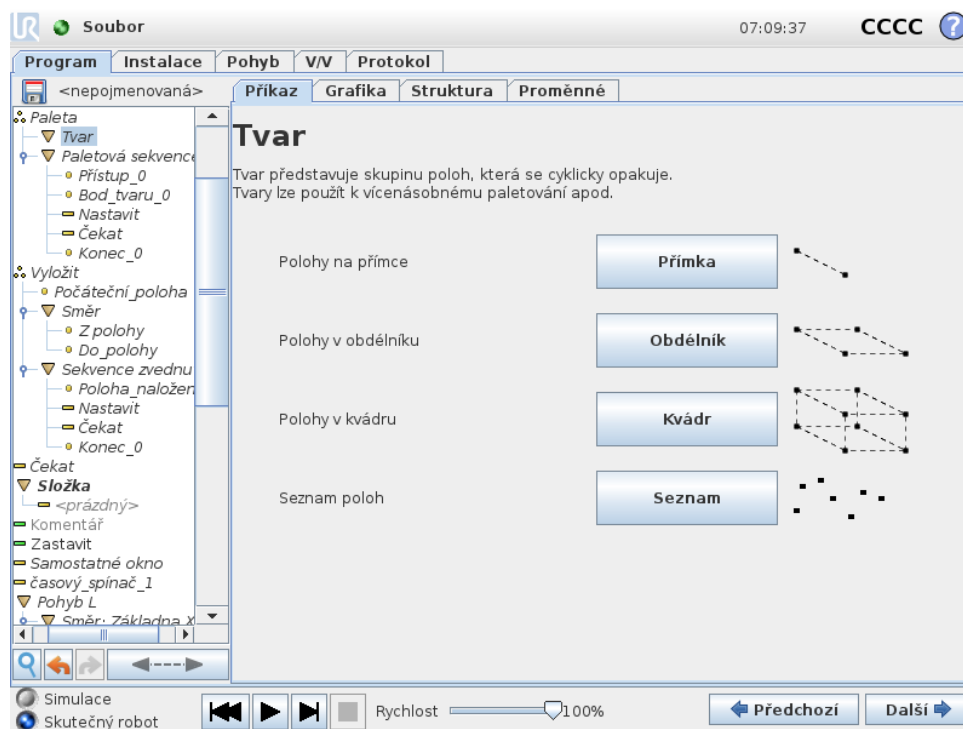 UR Soubor 07:09:37 CCCC ?
Program Instalace Pohyb V/V Protokol
<nepojmenovaná> Příkaz Grafika Struktura Proměnné
Paleta
Tvar
Paletová sekvence
Přístup_0
Bod_tvaru_0
Nastavit
Čekat
Konec_0
Vyložit
Počáteční_poloha
Směr
Z polohy
Do_polohy
Sekvence zvednu
Poloha_naložen
Nastavit
Čekat
Konec_0
Čekat
Složka
<prázdný>
Komentář
Zastavit
Samostatné okno
časový_spínač_1
Pohyb L
Směr: Základna X
Tvar
Tvar představuje skupinu poloh, která se cyklicky opakuje.
Tvary lze použít k vícenásobnému paletování apod.
Polohy na přímce Přímka
Polohy v obdélníku Obdélník
Polohy v kvádru Kvádr
Seznam poloh Seznam
Simulace
Skutečný robot
Rychlost 100% Předchozí Další